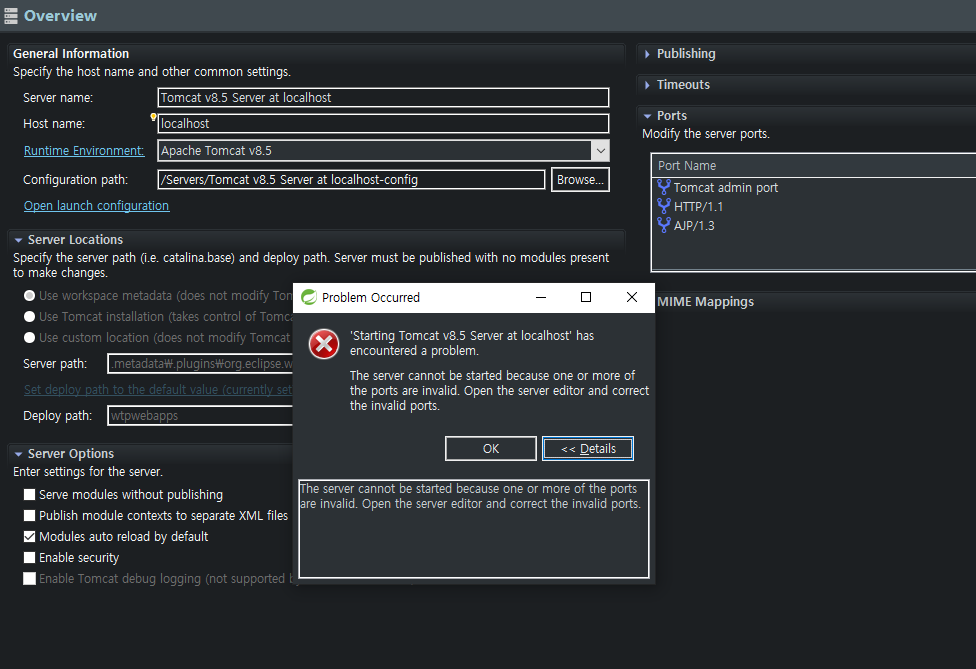 Overview
General Information
Specify the host name and other common settings.
Server name:
Tomcat v8.5 Server at localhost
Host name:
localhost
Runtime Environment:
Apache Tomcat v8.5
Configuration path:
/Servers/Tomcat v8.5 Server at localhost-config
Browse...
Open launch configuration
Server Locations
Specify the server path (i.e. catalina.base) and deploy path. Server must be published with no modules present
to make changes.
Use workspace metadata (does not modify Tom
Use Tomcat installation (takes control of Tomca
Use custom location (does not modify Tomcat
Server path:
.metadata₩.plugins₩org.eclipse.w
Set deploy path to the default value (currently set
Deploy path:
wtpwebapps
Server Options
Enter settings for the server.
Serve modules without publishing
Publish module contexts to separate XML files
Modules auto reload by default
Enable security
Enable Tomcat debug logging (not supported b
Publishing
Timeouts
Ports
Modify the server ports.
Port Name
Tomcat admin port
HTTP/1.1
AJP/1.3
MIME Mappings
Problem Occurred
'Starting Tomcat v8.5 Server at localhost' has
encountered a problem.
The server cannot be started because one or more of
the ports are invalid. Open the server editor and correct
the invalid ports.
OK
<< Details
The server cannot be started because one or more of the ports
are invalid. Open the server editor and correct the invalid ports.